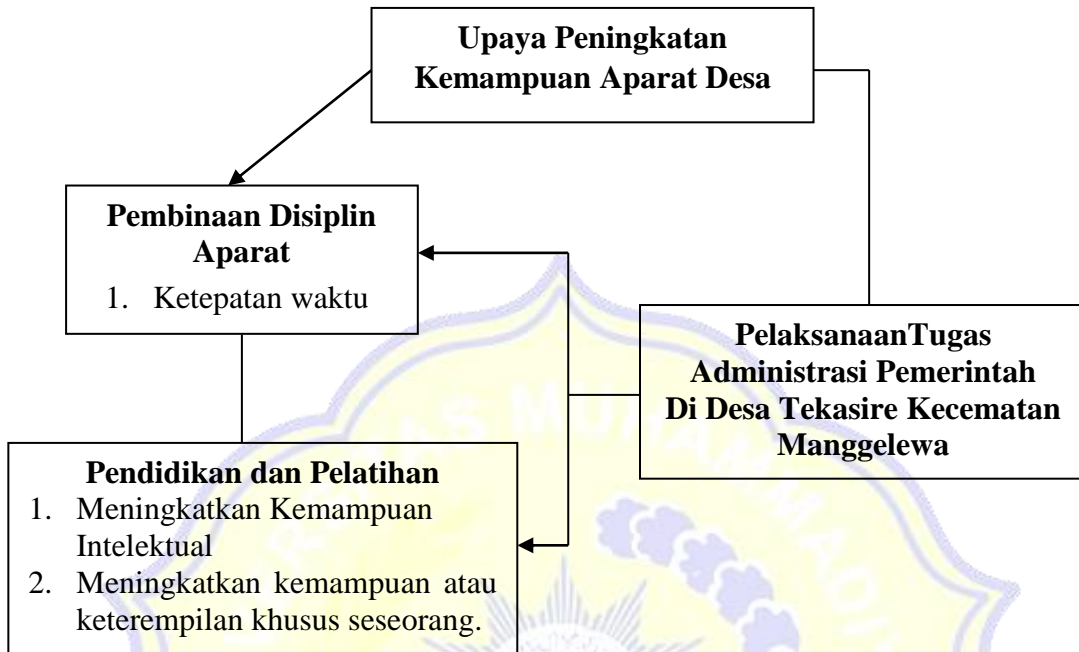 Upaya Peningkatan
Kemampuan Aparat Desa
Pembinaan Disiplin
Aparat
1. Ketepatan waktu
PelaksanaanTugas
Administrasi Pemerintah
Di Desa Tekasire Kecematan
Manggelewa
Pendidikan dan Pelatihan
1. Meningkatkan Kemampuan
Intelektual
2. Meningkatkan kemampuan atau
keterempilan khusus seseorang.